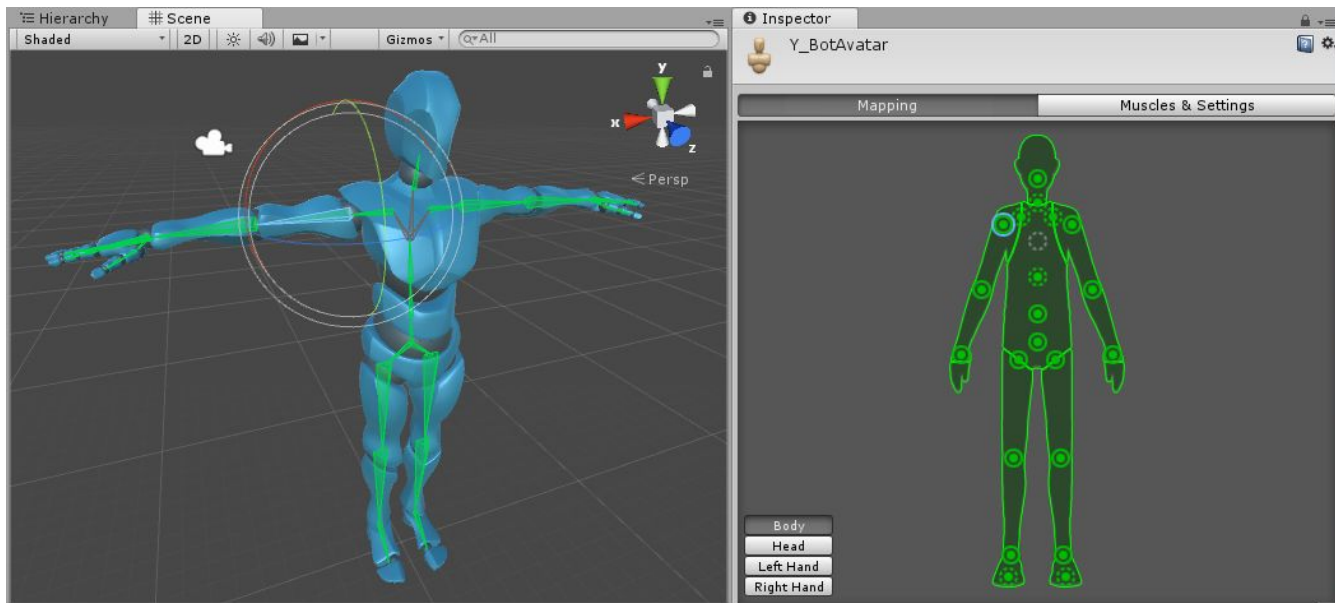 Hierarchy
Scene
Shaded
2D
Gizmos
All
y
x
z
Persp
Inspector
Y_BotAvatar
Mapping
Muscles & Settings
Body
Head
Left Hand
Right Hand